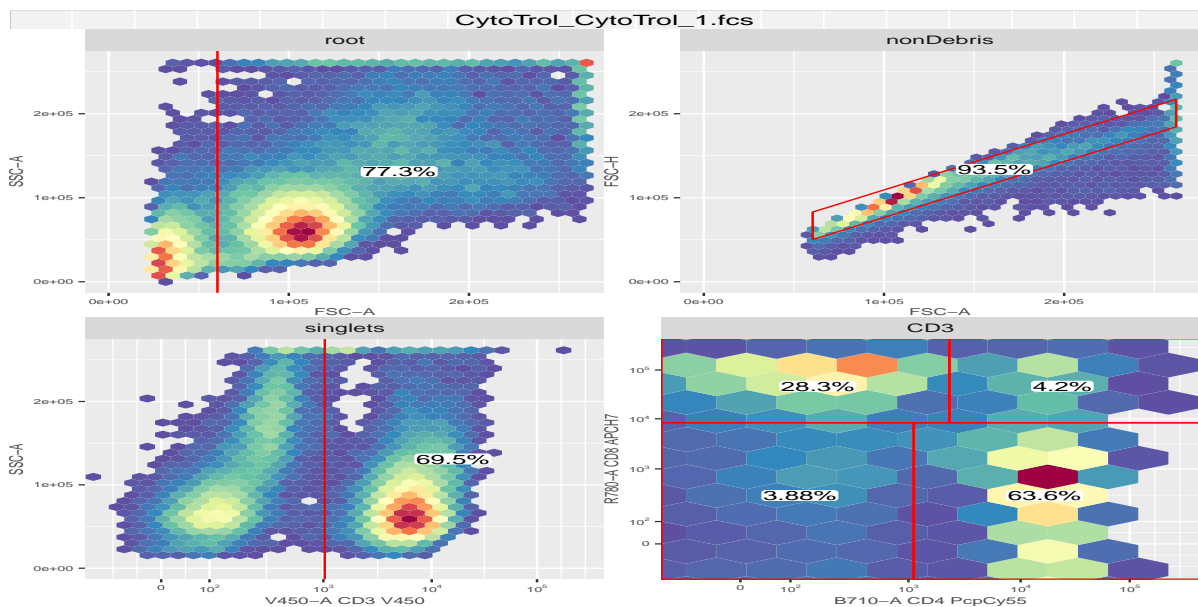 CytoTrol_CytoTrol_1.fcs
root
SSC-A
2e+05
1e+05
0e+00
77.3%
0e+00
1e+05
2e+05
FSC-A
nonDebris
FSC-H
2e+05
1e+05
0e+00
93.5%
0e+00
1e+05
2e+05
FSC-A
singlets
SSC-A
2e+05
1e+05
0e+00
69.5%
0
10²
10³
10⁴
10⁵
V450-A CD3 V450
CD3
R780-A CD8 APCH7
10⁵
10⁴
10³
10²
0
28.3%
4.2%
3.88%
63.6%
0
10²
10³
10⁴
10⁵
B710-A CD4 PcpCy55